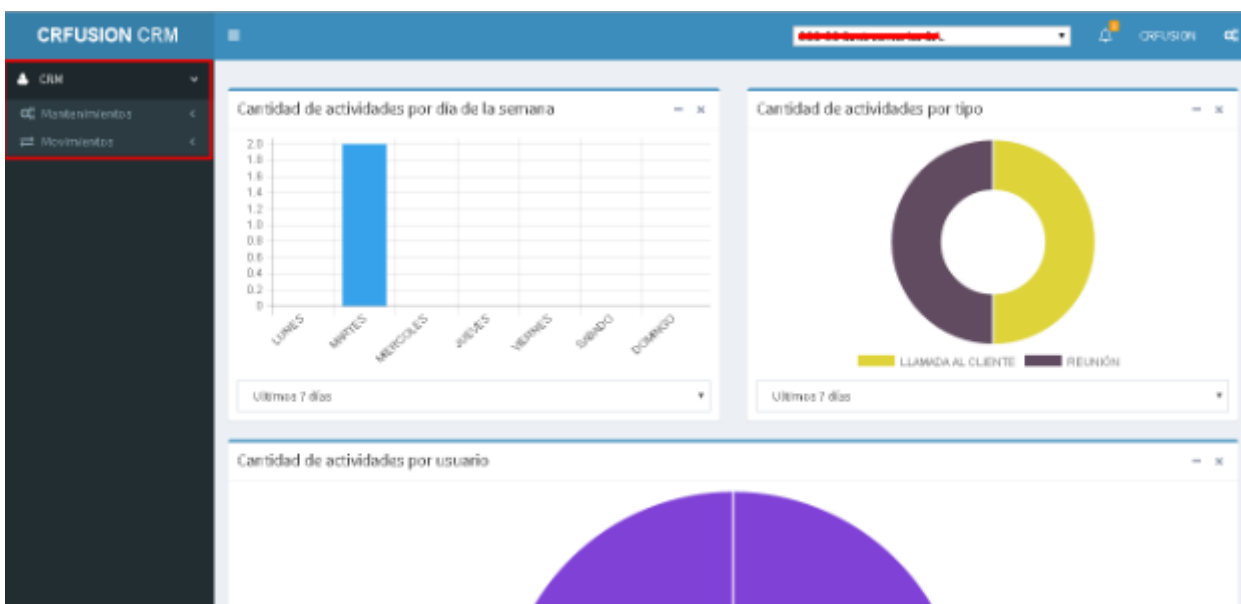 CRFUSION CRM
CRFUSION
CRM
Mantenimientos
Movimientos
Cantidad de actividades por día de la semana
2.0
1.8
1.6
1.4
1.2
1.0
0.8
0.6
0.4
0.2
0
LUNES
MARTES
MIERCOLES
JUEVES
VIERNES
SABADO
DOMINGO
Ultimos 7 días
Cantidad de actividades por tipo
LLAMADA AL CLIENTE
REUNIÓN
Ultimos 7 días
Cantidad de actividades por usuario